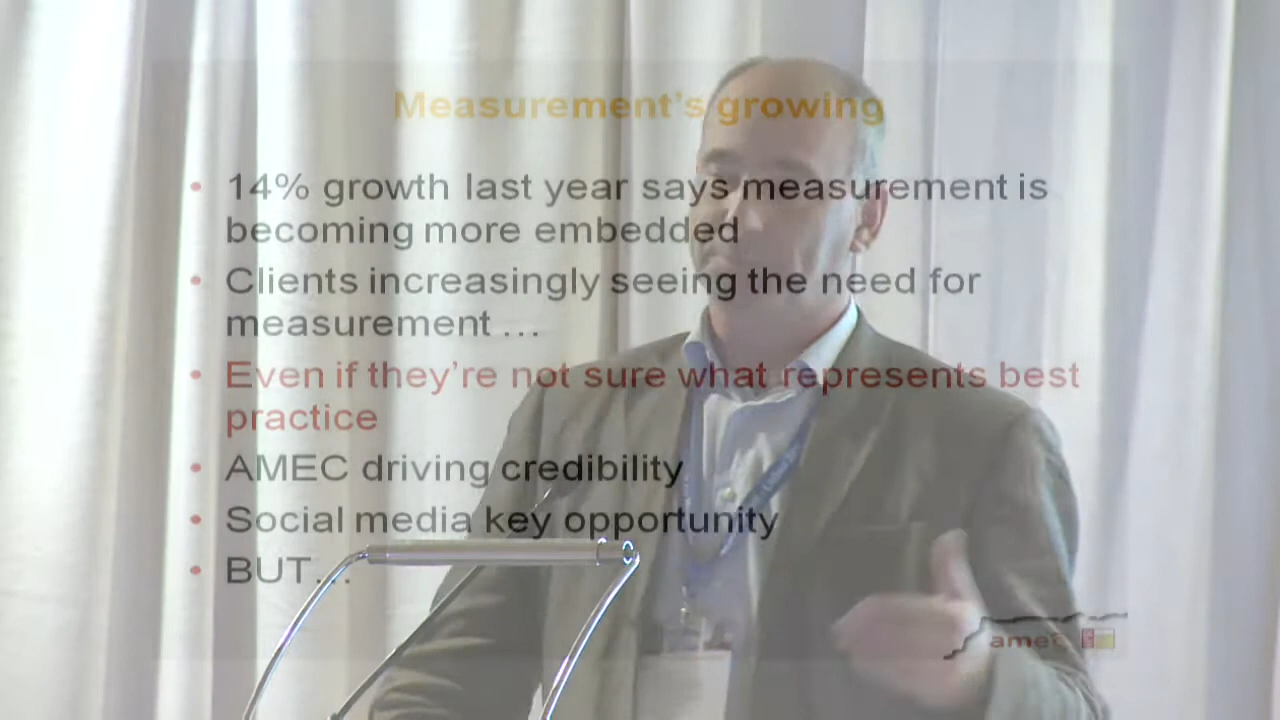 Measurement's growing
• 14% growth last year says measurement is
becoming more embedded
• Clients increasingly seeing the need for
measurement …
• Even if they're not sure what represents best
practice
• AMEC driving credibility
• Social media key opportunity
• BUT…
amec